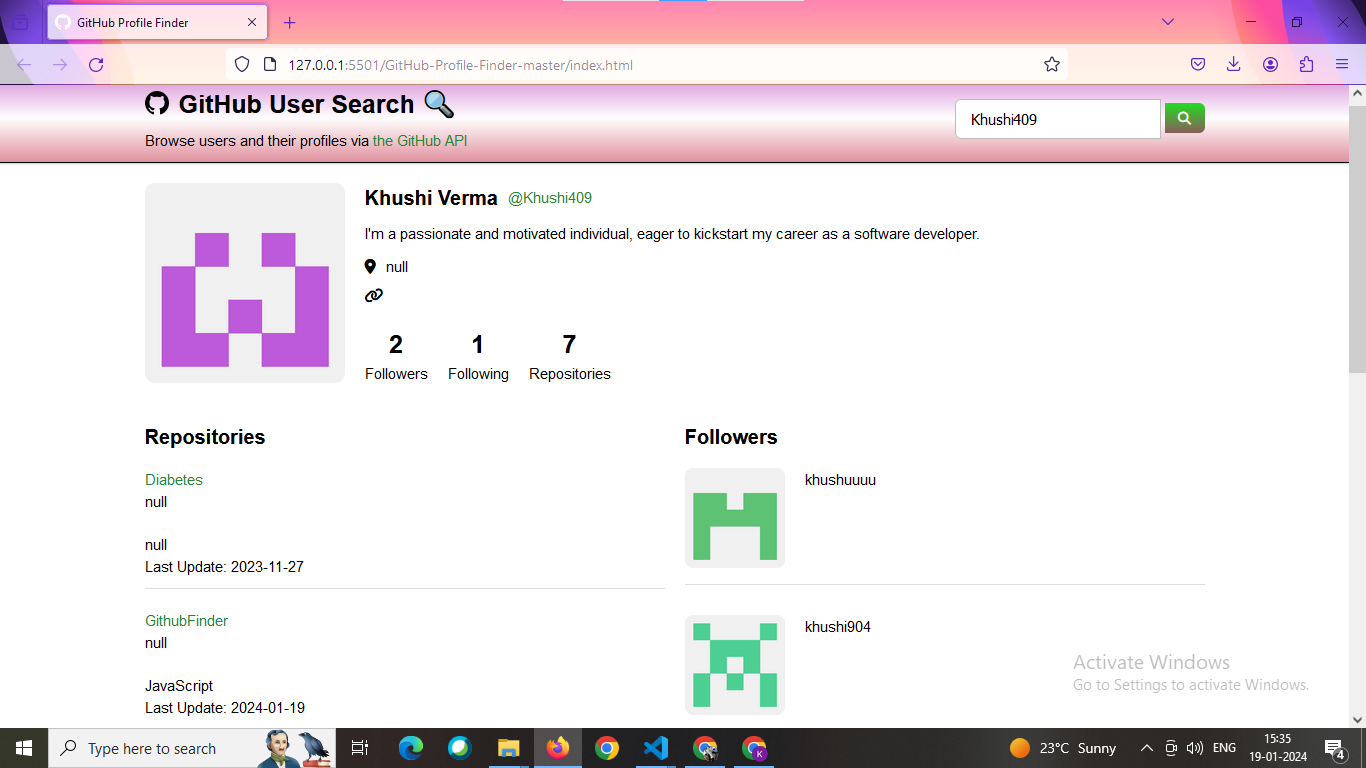 GitHub Profile Finder
127.0.0.1:5501/GitHub-Profile-Finder-master/index.html
GitHub User Search
Khushi409
Browse users and their profiles via the GitHub API
Khushi Verma @Khushi409
I'm a passionate and motivated individual, eager to kickstart my career as a software developer.
null
2 1 7
Followers Following Repositories
Repositories
Diabetes
null
null
Last Update: 2023-11-27
GithubFinder
null
JavaScript
Last Update: 2024-01-19
Followers
khushuuuu
khushi904
Activate Windows
Go to Settings to activate Windows.
Type here to search
K
23°C Sunny
ENG
15:35
19-01-2024
4